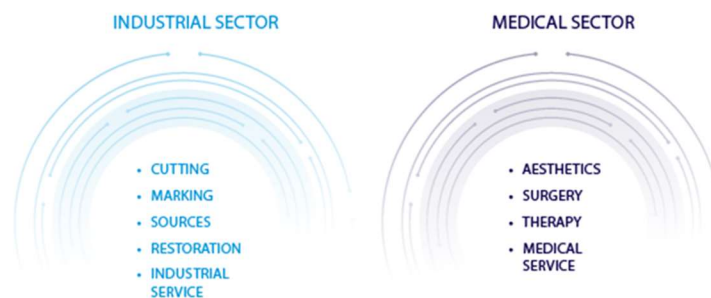 INDUSTRIAL SECTOR
• CUTTING
• MARKING
• SOURCES
• RESTORATION
• INDUSTRIAL
SERVICE
MEDICAL SECTOR
• AESTHETICS
• SURGERY
• THERAPY
• MEDICAL
SERVICE